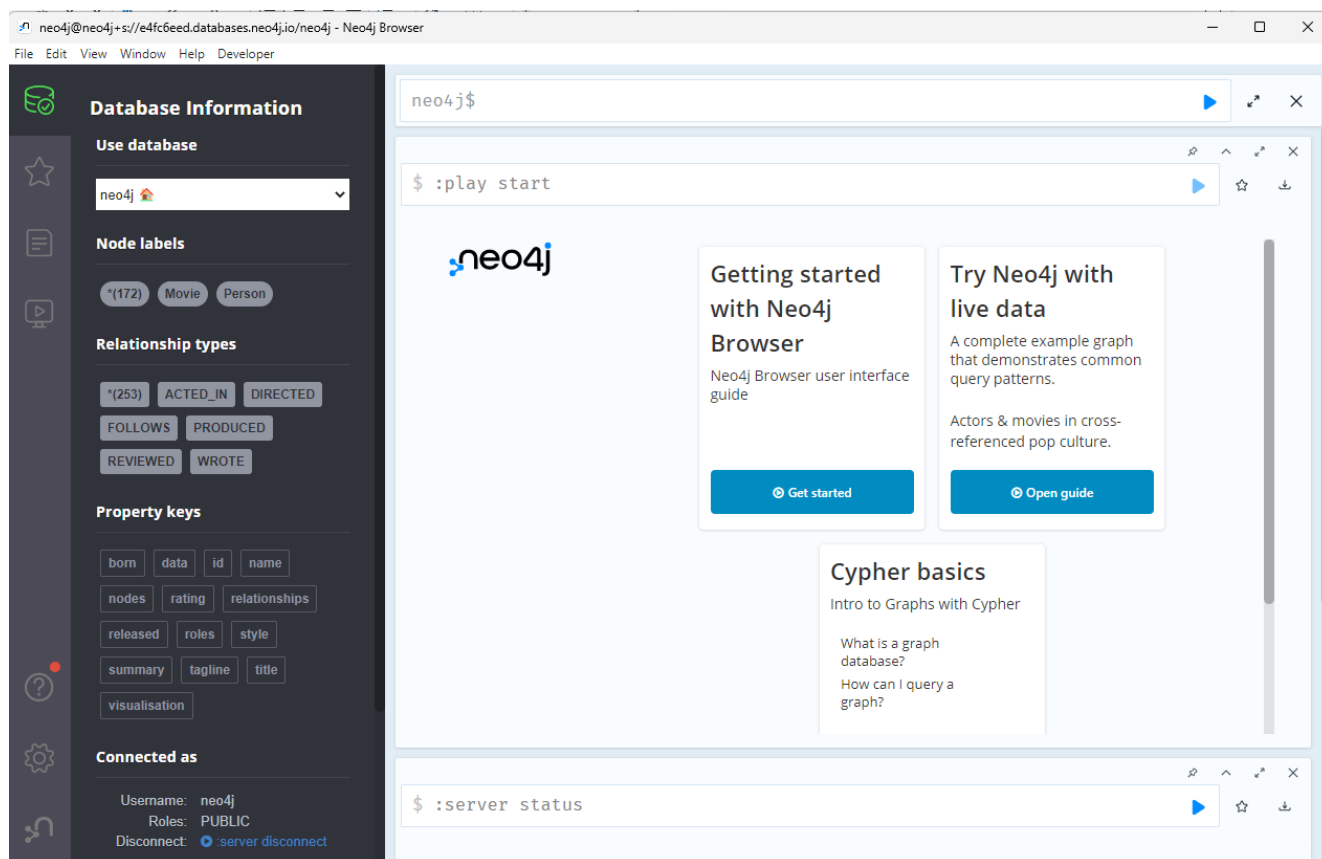 neo4j@neo4j+s://e4fc6eed.databases.neo4j.io/neo4j - Neo4j Browser
File Edit View Window Help Developer
Database Information
Use database
neo4j
Node labels
*(172) Movie Person
Relationship types
*(253) ACTED_IN DIRECTED
FOLLOWS PRODUCED
REVIEWED WROTE
Property keys
born data id name
nodes rating relationships
released roles style
summary tagline title
visualisation
Connected as
Username: neo4j
Roles: PUBLIC
Disconnect: :server disconnect
neo4j$
$ :play start
neo4j
Getting started
with Neo4j
Browser
Neo4j Browser user interface
guide
Get started
Try Neo4j with
live data
A complete example graph
that demonstrates common
query patterns.
Actors & movies in cross-
referenced pop culture.
Open guide
Cypher basics
Intro to Graphs with Cypher
What is a graph
database?
How can I query a
graph?
$ :server status